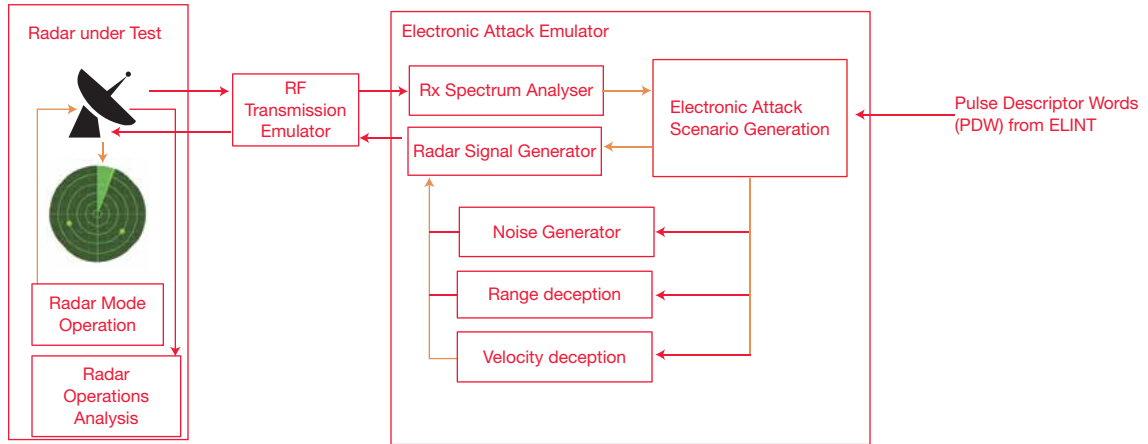 Radar under Test
Radar Mode
Operation
Radar
Operations
Analysis
RF
Transmission
Emulator
Electronic Attack Emulator
Rx Spectrum Analyser
Radar Signal Generator
Electronic Attack
Scenario Generation
Noise Generator
Range deception
Velocity deception
Pulse Descriptor Words
(PDW) from ELINT